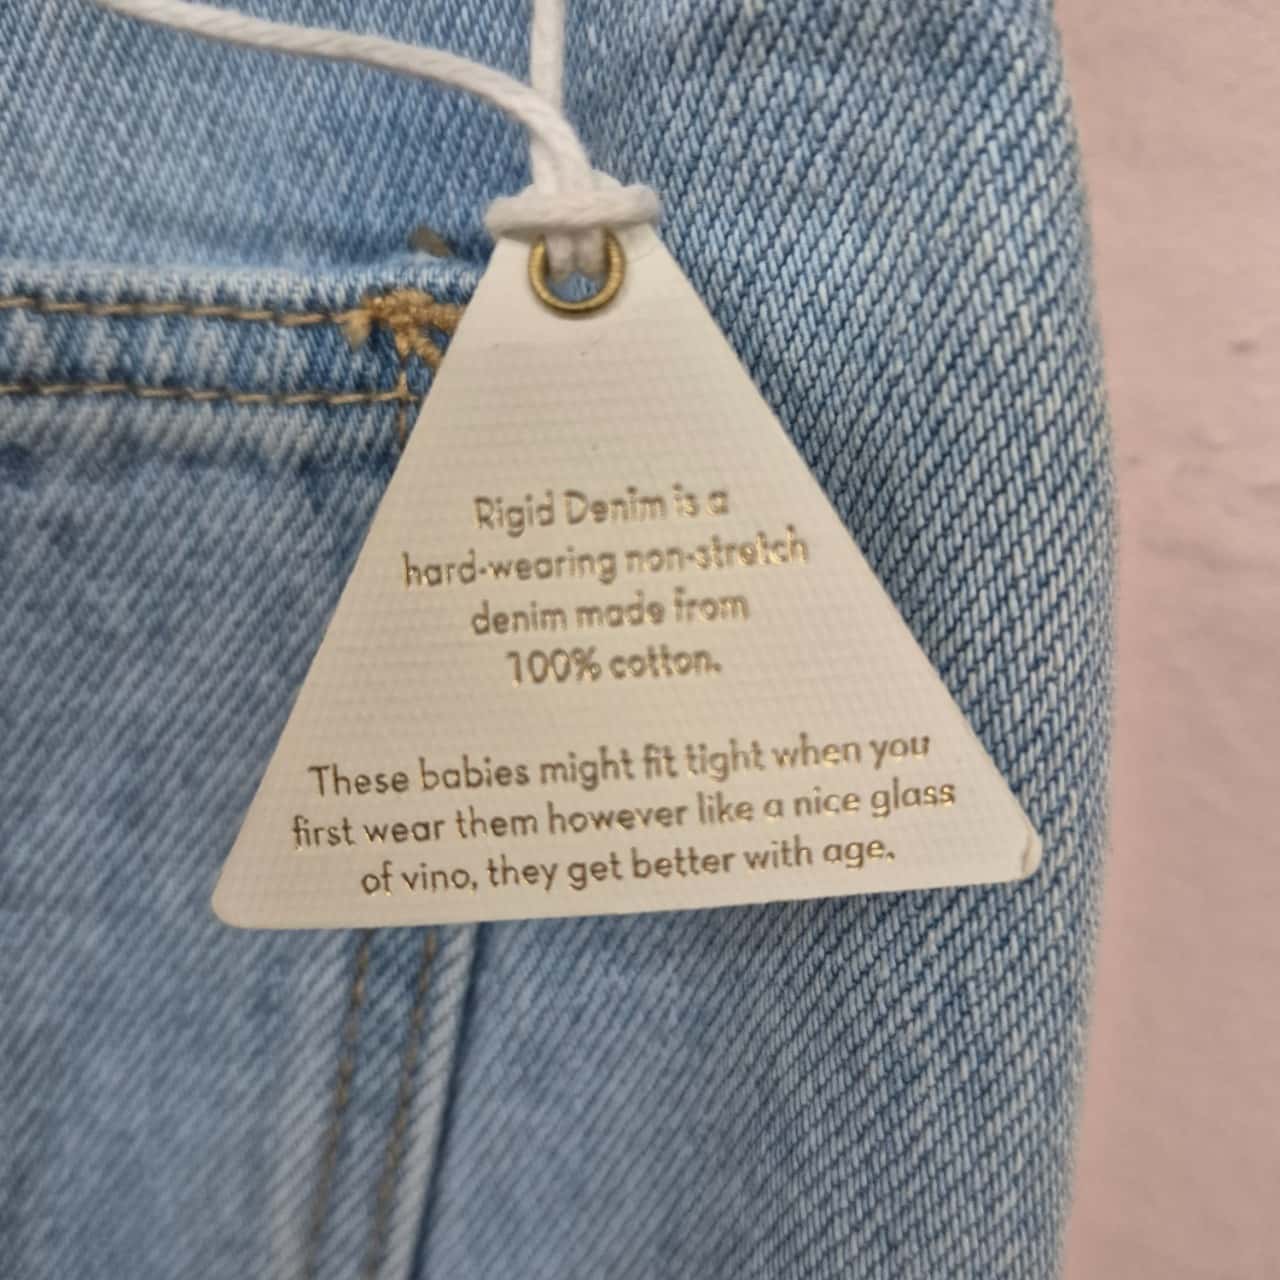 Rigid Denim is a
hard-wearing non-stretch
denim made from
100% cotton.
These babies might fit tight when you
first wear them however like a nice glass
of vino, they get better with age.